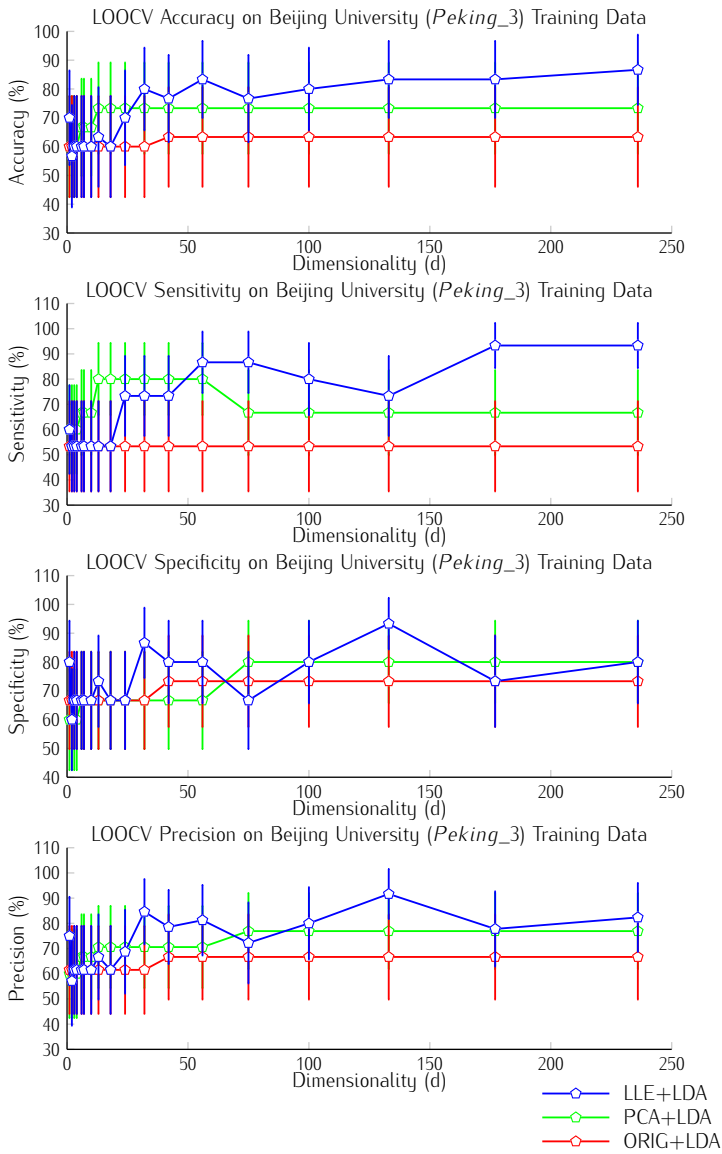 LOOCV Accuracy on Beijing University (Peking_3) Training Data
100
90
80
70
60
50
40
30
Accuracy (%)
0 50 100 150 200 250
Dimensionality (d)
LOOCV Sensitivity on Beijing University (Peking_3) Training Data
110
100
90
80
70
60
50
40
30
Sensitivity (%)
0 50 100 150 200 250
Dimensionality (d)
LOOCV Specificity on Beijing University (Peking_3) Training Data
110
100
90
80
70
60
50
40
Specificity (%)
0 50 100 150 200 250
Dimensionality (d)
LOOCV Precision on Beijing University (Peking_3) Training Data
110
100
90
80
70
60
50
40
30
Precision (%)
0 50 100 150 200 250
Dimensionality (d)
LLE+LDA
PCA+LDA
ORIG+LDA